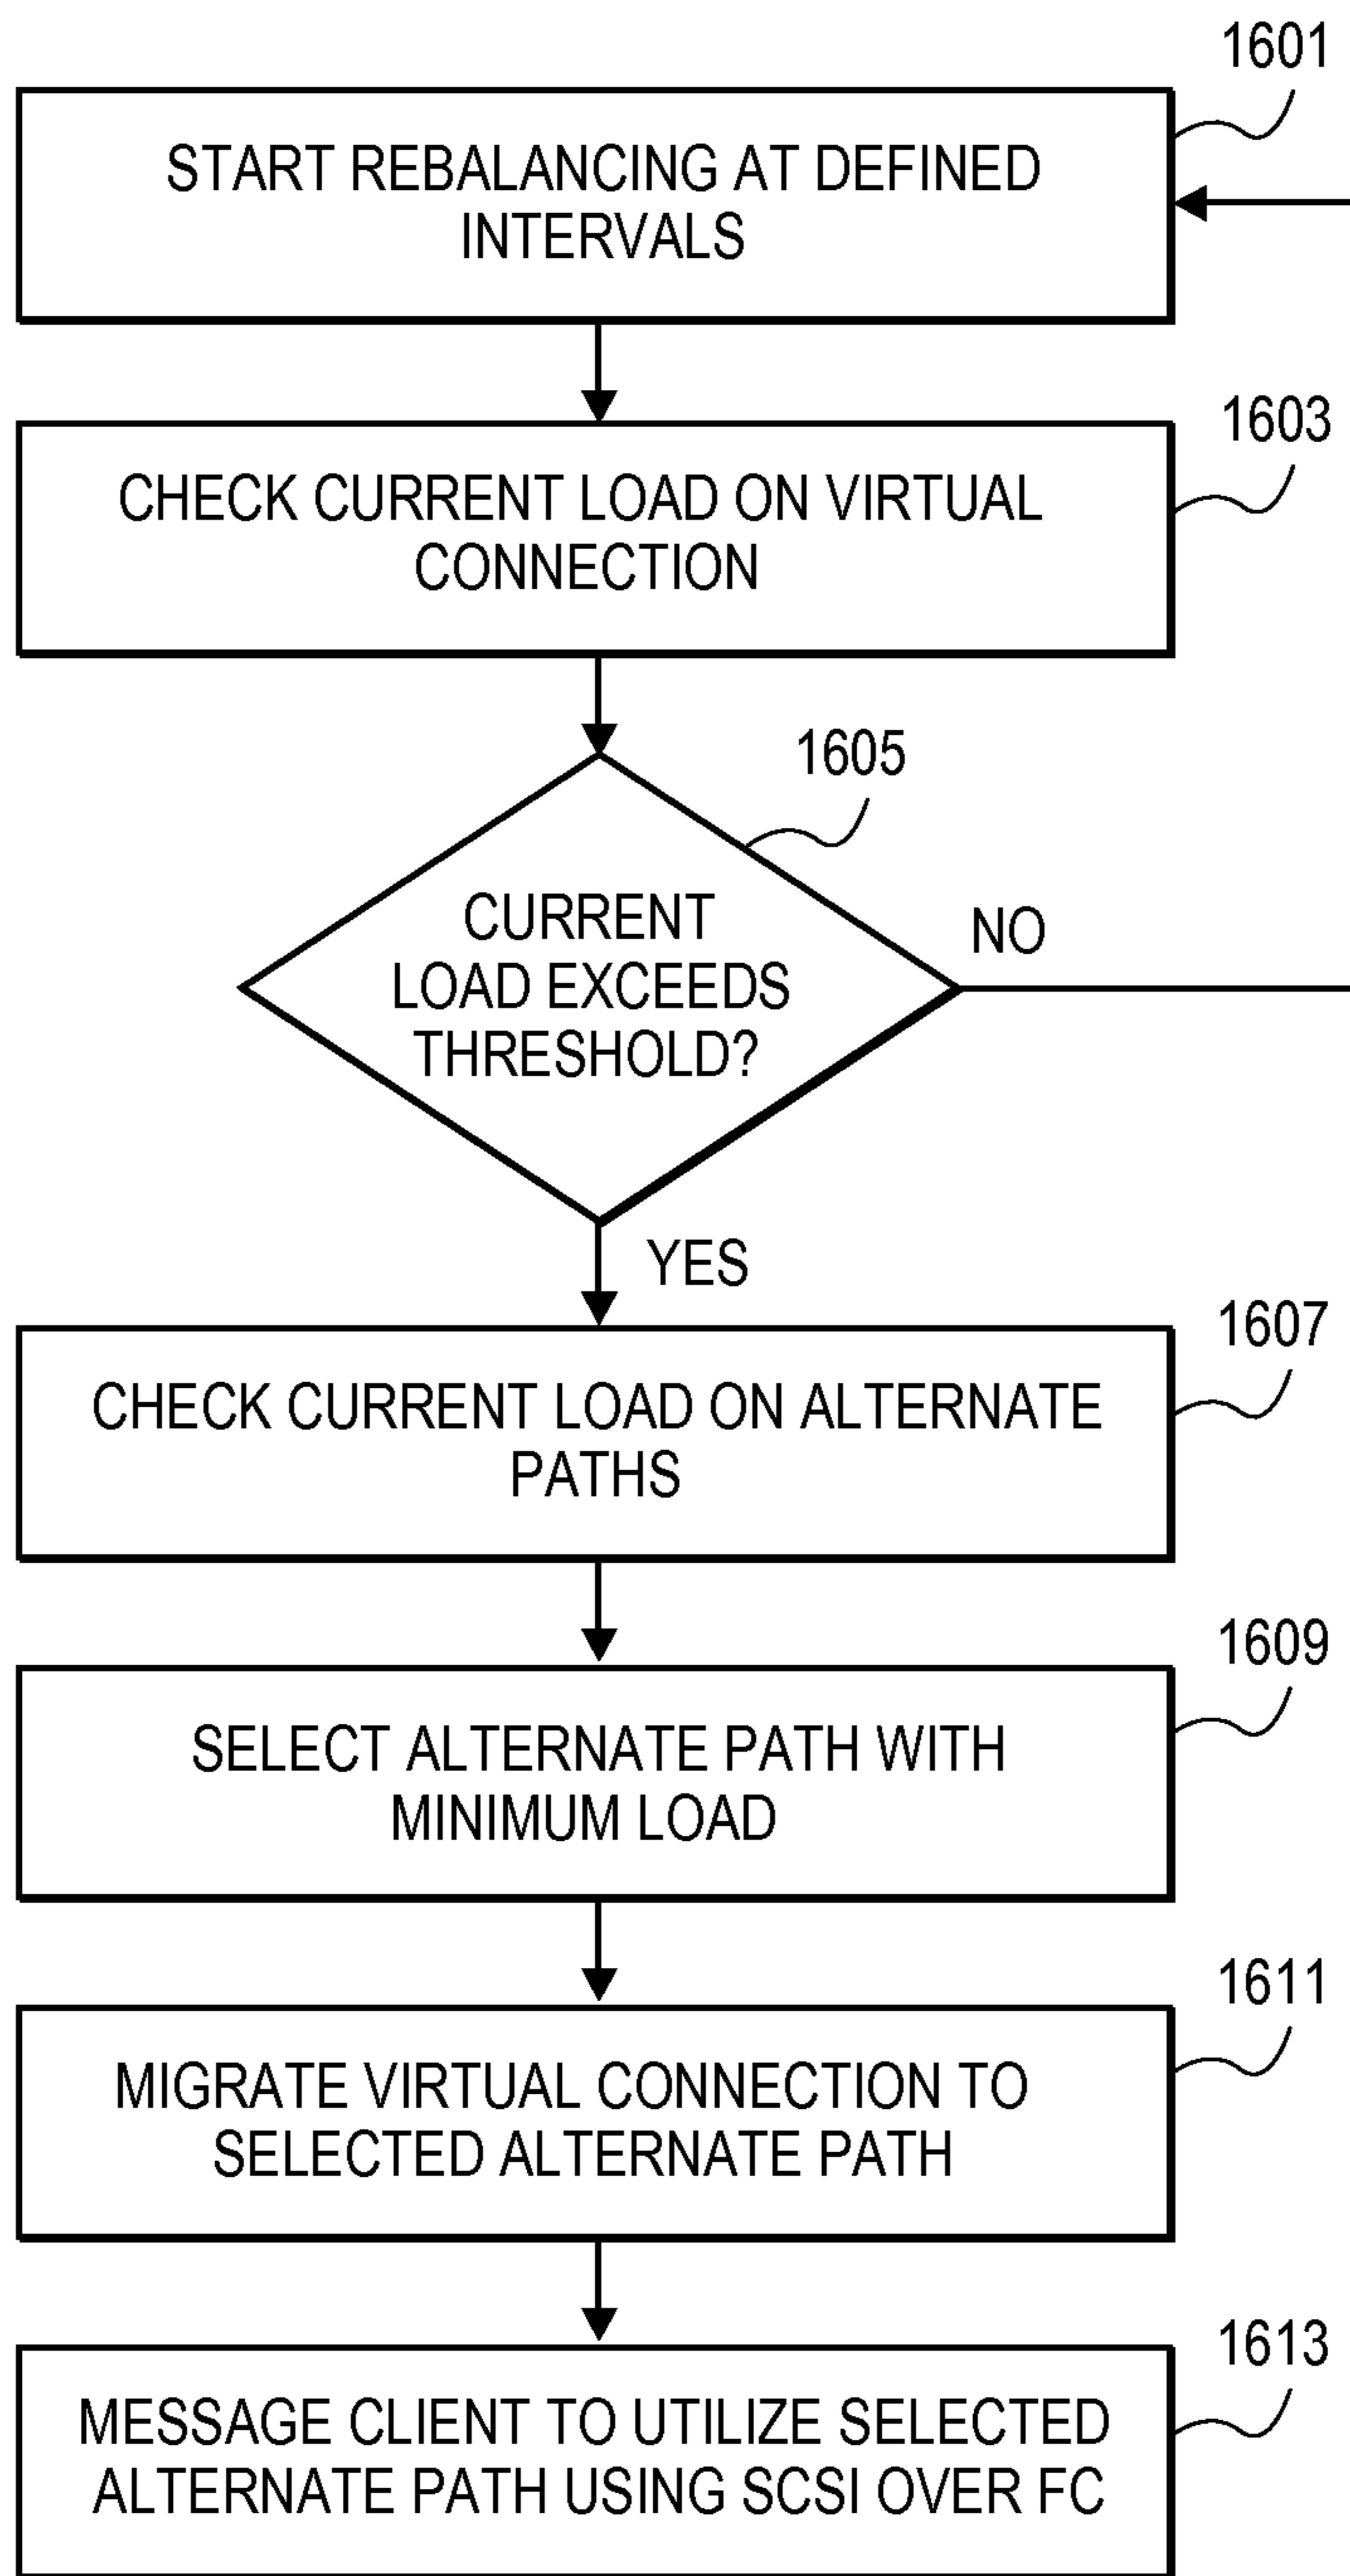 1601
START REBALANCING AT DEFINED
INTERVALS
1603
CHECK CURRENT LOAD ON VIRTUAL
CONNECTION
1605
CURRENT
LOAD EXCEEDS
THRESHOLD?
NO
YES
1607
CHECK CURRENT LOAD ON ALTERNATE
PATHS
1609
SELECT ALTERNATE PATH WITH
MINIMUM LOAD
1611
MIGRATE VIRTUAL CONNECTION TO
SELECTED ALTERNATE PATH
1613
MESSAGE CLIENT TO UTILIZE SELECTED
ALTERNATE PATH USING SCSI OVER FC